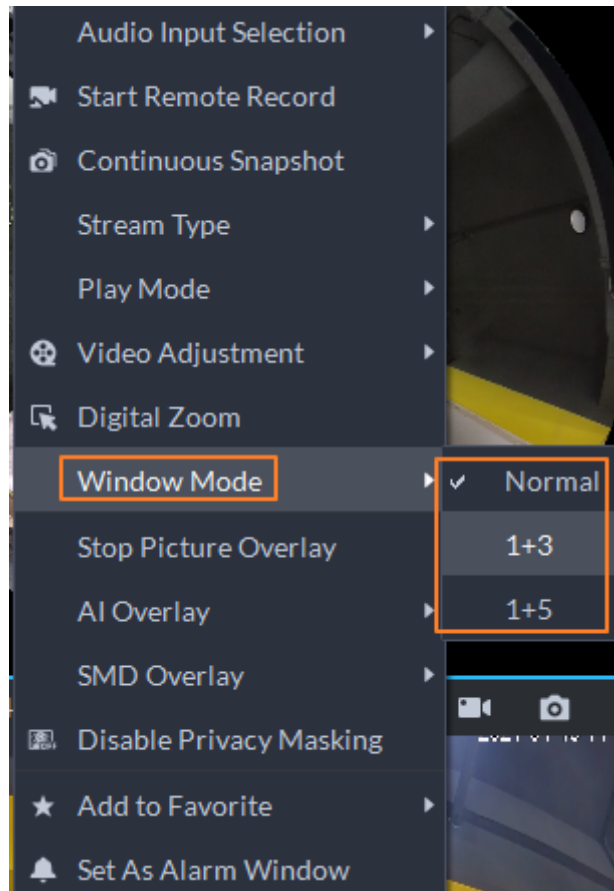 Audio Input Selection
Start Remote Record
Continuous Snapshot
Stream Type
Play Mode
Video Adjustment
Digital Zoom
Window Mode
Normal
1+3
1+5
Stop Picture Overlay
AI Overlay
SMD Overlay
Disable Privacy Masking
Add to Favorite
Set As Alarm Window